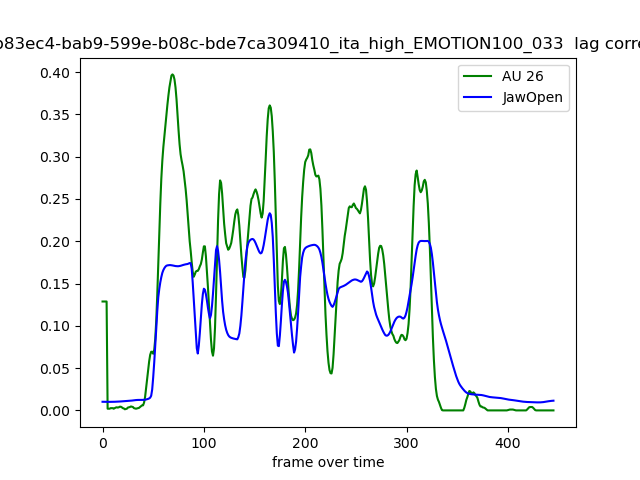 b83ec4-bab9-599e-b08c-bde7ca309410_ita_high_EMOTION100_033 lag corre
AU 26
JawOpen
0.40
0.35
0.30
0.25
0.20
0.15
0.10
0.05
0.00
0 100 200 300 400
frame over time